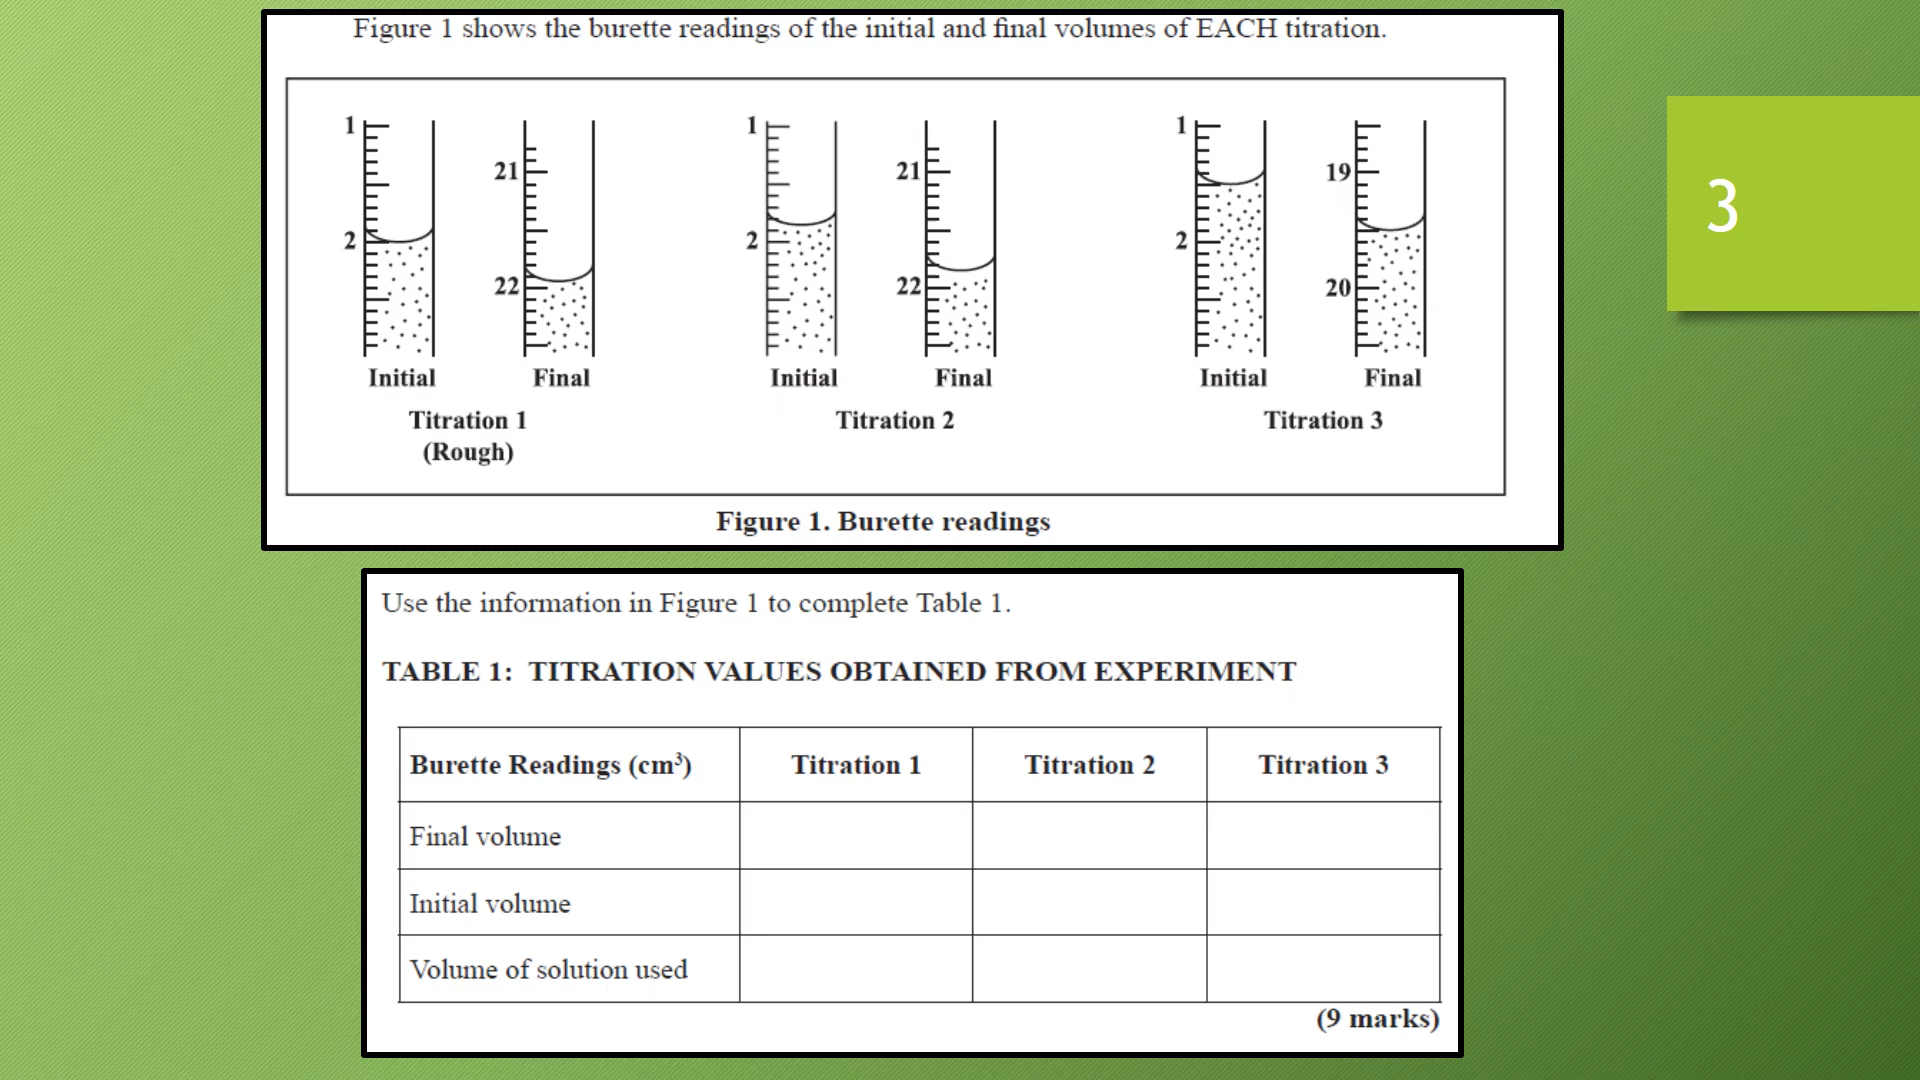 Figure 1 shows the burette readings of the initial and final volumes of EACH titration.
1 1 1
21 21 19
2 2 2
22 22 20
Initial Final Initial Final Initial Final
Titration 1 Titration 2 Titration 3
(Rough)
Figure 1. Burette readings
3
Use the information in Figure 1 to complete Table 1.
TABLE 1: TITRATION VALUES OBTAINED FROM EXPERIMENT
Burette Readings (cm³) Titration 1 Titration 2 Titration 3
Final volume
Initial volume
Volume of solution used
(9 marks)